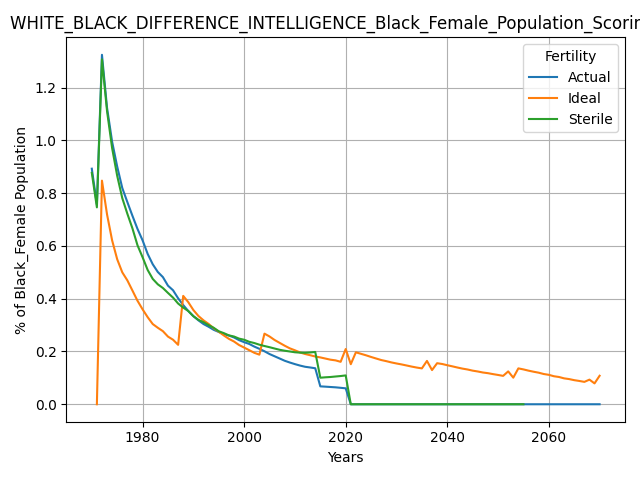 WHITE_BLACK_DIFFERENCE_INTELLIGENCE_Black_Female_Population_Scorin
Fertility
Actual
Ideal
Sterile
% of Black_Female Population
1.2
1.0
0.8
0.6
0.4
0.2
0.0
1980 2000 2020 2040 2060
Years